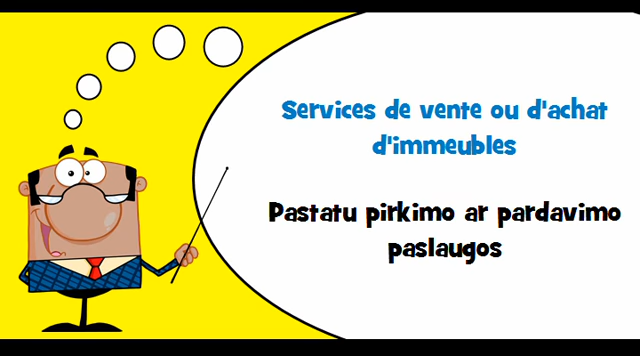 Services de vente ou d'achat
d'immeubles
Pastatu pirkimo ar pardavimo
paslaugos